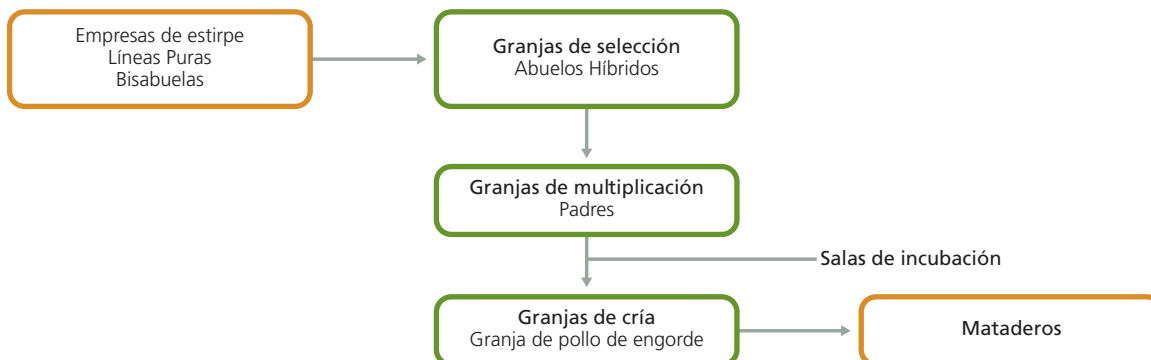 Empresas de estirpe
Líneas Puras
Bisabuelas
Granjas de selección
Abuelos Híbridos
Granjas de multiplicación
Padres
Salas de incubación
Granjas de cría
Granja de pollo de engorde
Mataderos